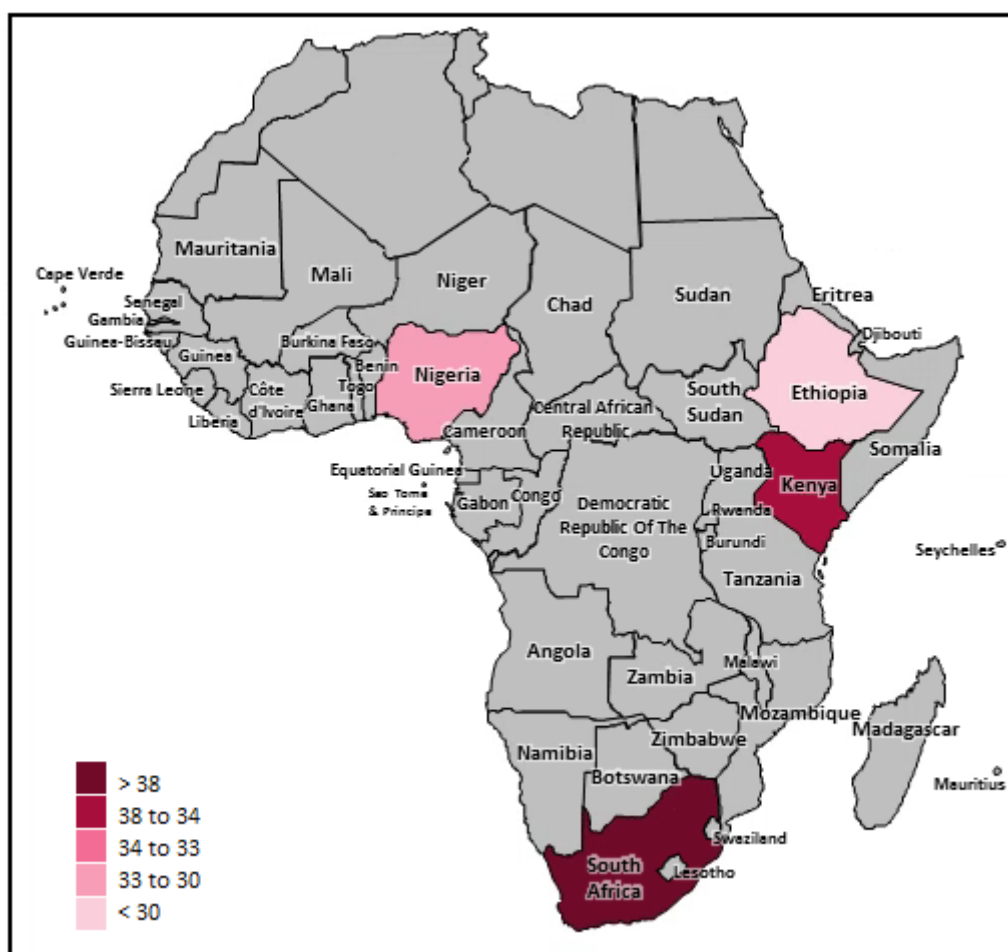 Mauritania
Mali
Niger
Chad
Sudan
Eritrea
Cape Verde
Senegal
Gambia
Guinea-Bissau
Guinea
Burkina Faso
Benin
Togo
Nigeria
Djibouti
Ethiopia
South
Sudan
Sierra Leone
Côte
d'Ivoire
Ghana
Liberia
Cameroon
Central African
Republic
Somalia
Equatorial Guinea
Sao Tome
& Principe
Gabon
Congo
Democratic
Republic Of The
Congo
Uganda
Kenya
Rwanda
Burundi
Tanzania
Seychelles
Angola
Zambia
Malawi
Mozambique
Madagascar
Namibia
Zimbabwe
Botswana
Mauritius
Swaziland
South
Africa
Lesotho
> 38
38 to 34
34 to 33
33 to 30
< 30